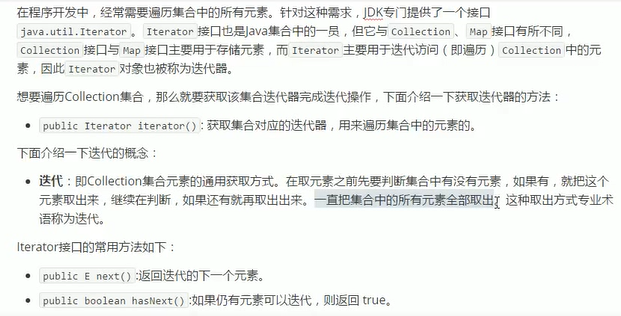 在程序开发中，经常需要遍历集合中的所有元素。针对这种需求，JDK专门提供了一个接口
java.util.Iterator 。 Iterator 接口也是Java集合中的一员，但它与 Collection 、 Map 接口有所不同，
Collection 接口与 Map 接口主要用于存储元素，而 Iterator 主要用于迭代访问（即遍历） Collection 中的元
素，因此 Iterator 对象也被称为迭代器。
想要遍历Collection集合，那么就要获取该集合迭代器完成迭代操作，下面介绍一下获取迭代器的方法：
• public Iterator iterator() : 获取集合对应的迭代器，用来遍历集合中的元素的。
下面介绍一下迭代的概念：
• 迭代：即Collection集合元素的通用获取方式。在取元素之前先要判断集合中有没有元素，如果有，就把这个
元素取出来，继续在判断，如果还有就再取出出来。一直把集合中的所有元素全部取出。这种取出方式专业术
语称为迭代。
Iterator接口的常用方法如下：
• public E next() :返回迭代的下一个元素。
• public boolean hasNext() :如果仍有元素可以迭代，则返回 true。